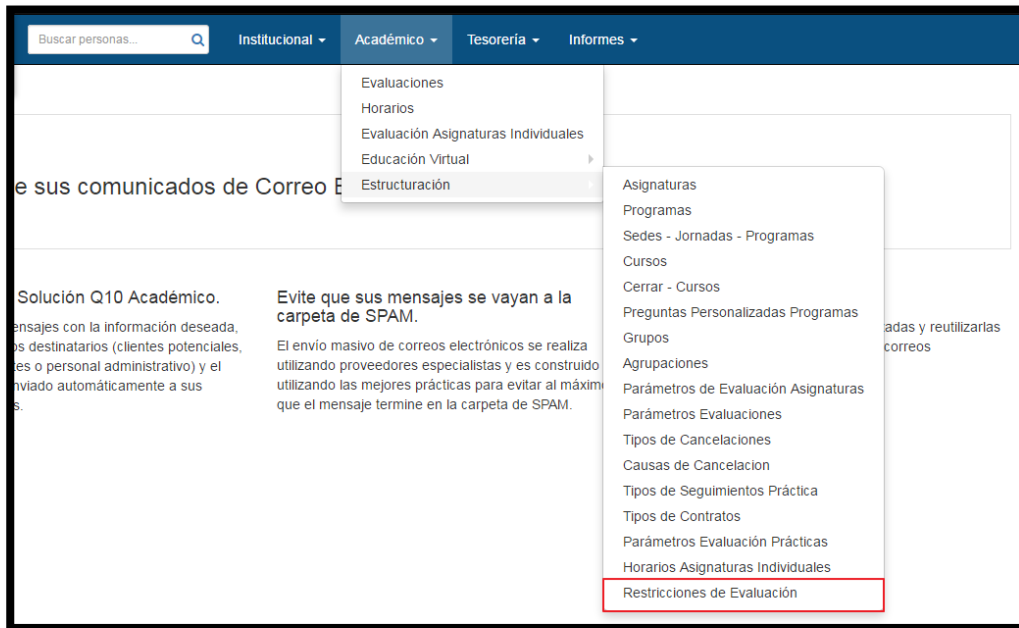 Buscar personas...
Institucional
Académico
Tesorería
Informes
Evaluaciones
Horarios
Evaluación Asignaturas Individuales
Educación Virtual
Estructuración
Asignaturas
Programas
Sedes - Jornadas - Programas
Cursos
Cerrar - Cursos
Preguntas Personalizadas Programas
Grupos
Agrupaciones
Parámetros de Evaluación Asignaturas
Parámetros Evaluaciones
Tipos de Cancelaciones
Causas de Cancelacion
Tipos de Seguimientos Práctica
Tipos de Contratos
Parámetros Evaluación Prácticas
Horarios Asignaturas Individuales
Restricciones de Evaluación
e sus comunicados de Correo E
Solución Q10 Académico.
ensajes con la información deseada,
os destinatarios (clientes potenciales,
tes o personal administrativo) y el
nviado automáticamente a sus
s.
Evite que sus mensajes se vayan a la
carpeta de SPAM.
El envío masivo de correos electrónicos se realiza
utilizando proveedores especialistas y es construido
utilizando las mejores prácticas para evitar al máximo
que el mensaje termine en la carpeta de SPAM.
adas y reutilizarlas
correos